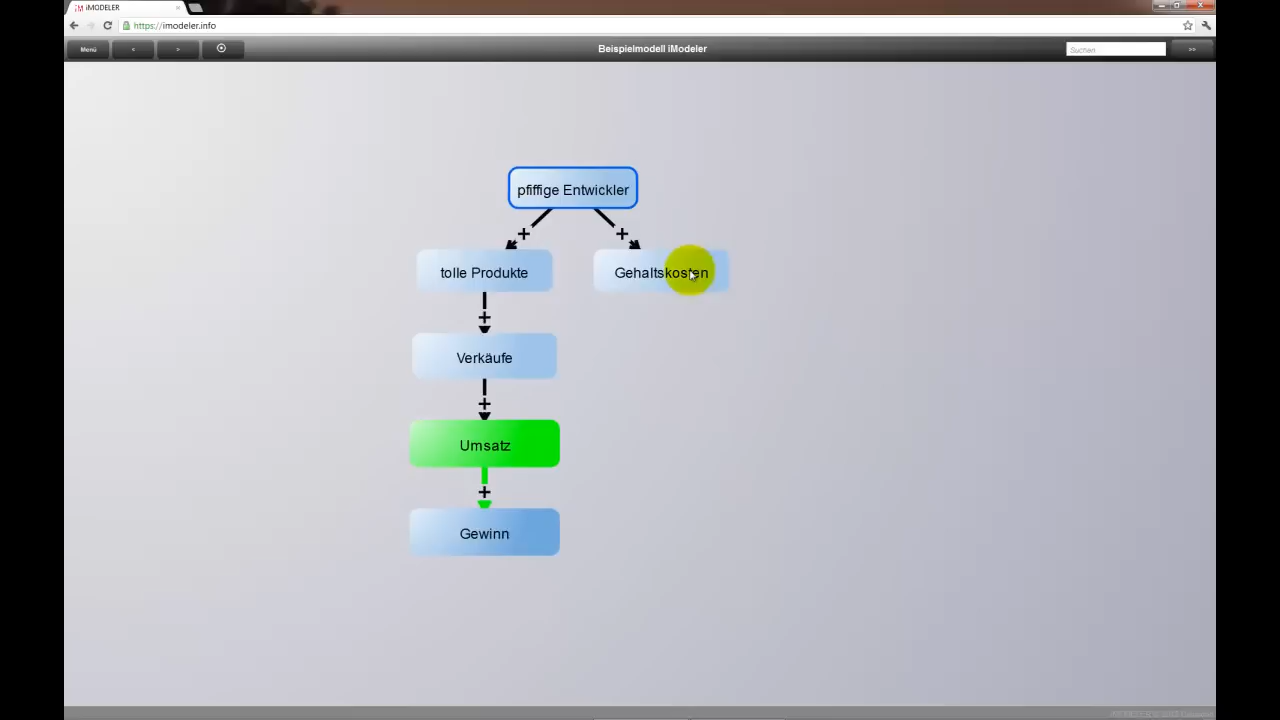 iMODELER
https://imodeler.info
Menü < > Beispielmodell iModeler Suchen >>
pfiffige Entwickler
+ +
tolle Produkte Gehaltskosten
+
Verkäufe
+
Umsatz
+
Gewinn